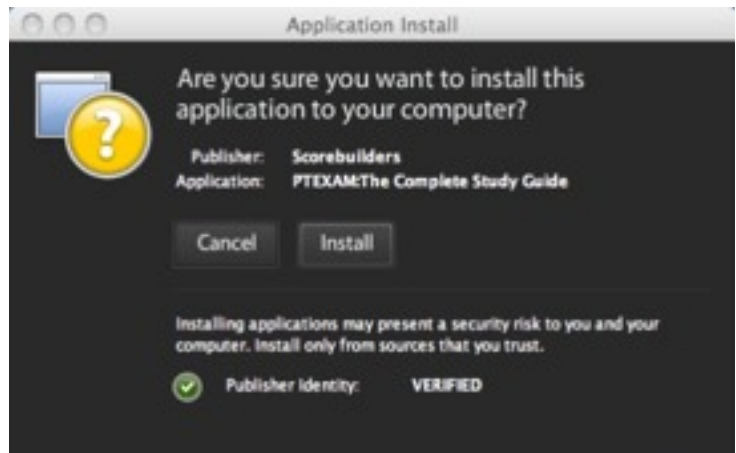 Application Install
Are you sure you want to install this
application to your computer?
Publisher: Scorebuilders
Application: PTEXAM:The Complete Study Guide
Cancel Install
Installing applications may present a security risk to you and your
computer. Install only from sources that you trust.
Publisher Identity: VERIFIED